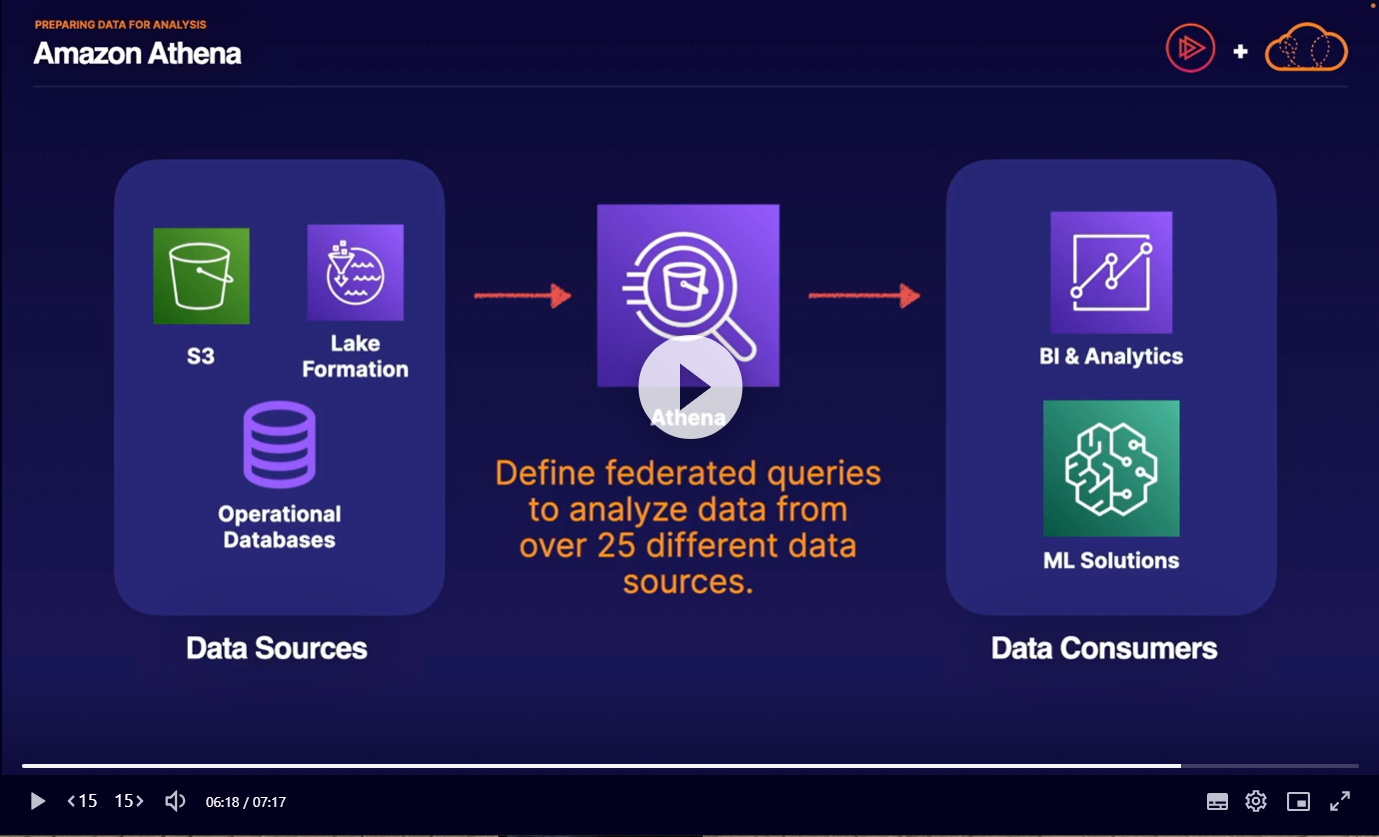 PREPARING DATA FOR ANALYSIS
Amazon Athena
S3
Lake
Formation
Operational
Databases
Data Sources
Athena
Define federated queries
to analyze data from
over 25 different data
sources.
BI & Analytics
ML Solutions
Data Consumers
<15 15> 06:18 / 07:17